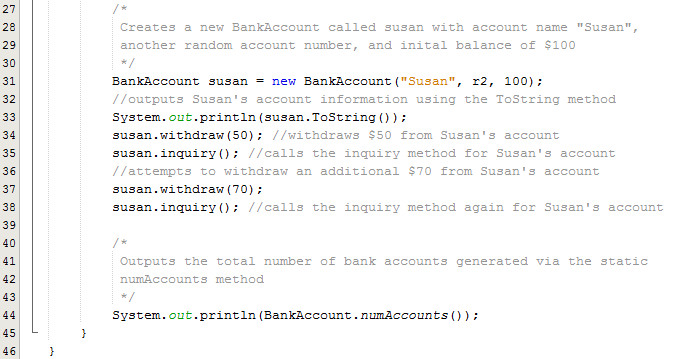 27 /*
28 Creates a new BankAccount called susan with account name "Susan",
29 another random account number, and inital balance of $100
30 */
31 BankAccount susan = new BankAccount("Susan", r2, 100);
32 //outputs Susan's account information using the ToString method
33 System.out.println(susan.ToString());
34 susan.withdraw(50); //withdraws $50 from Susan's account
35 susan.inquiry(); //calls the inquiry method for Susan's account
36 //attempts to withdraw an additional $70 from Susan's account
37 susan.withdraw(70);
38 susan.inquiry(); //calls the inquiry method again for Susan's account
39
40 /*
41 Outputs the total number of bank accounts generated via the static
42 numAccounts method
43 */
44 System.out.println(BankAccount.numAccounts());
45 }
46 }